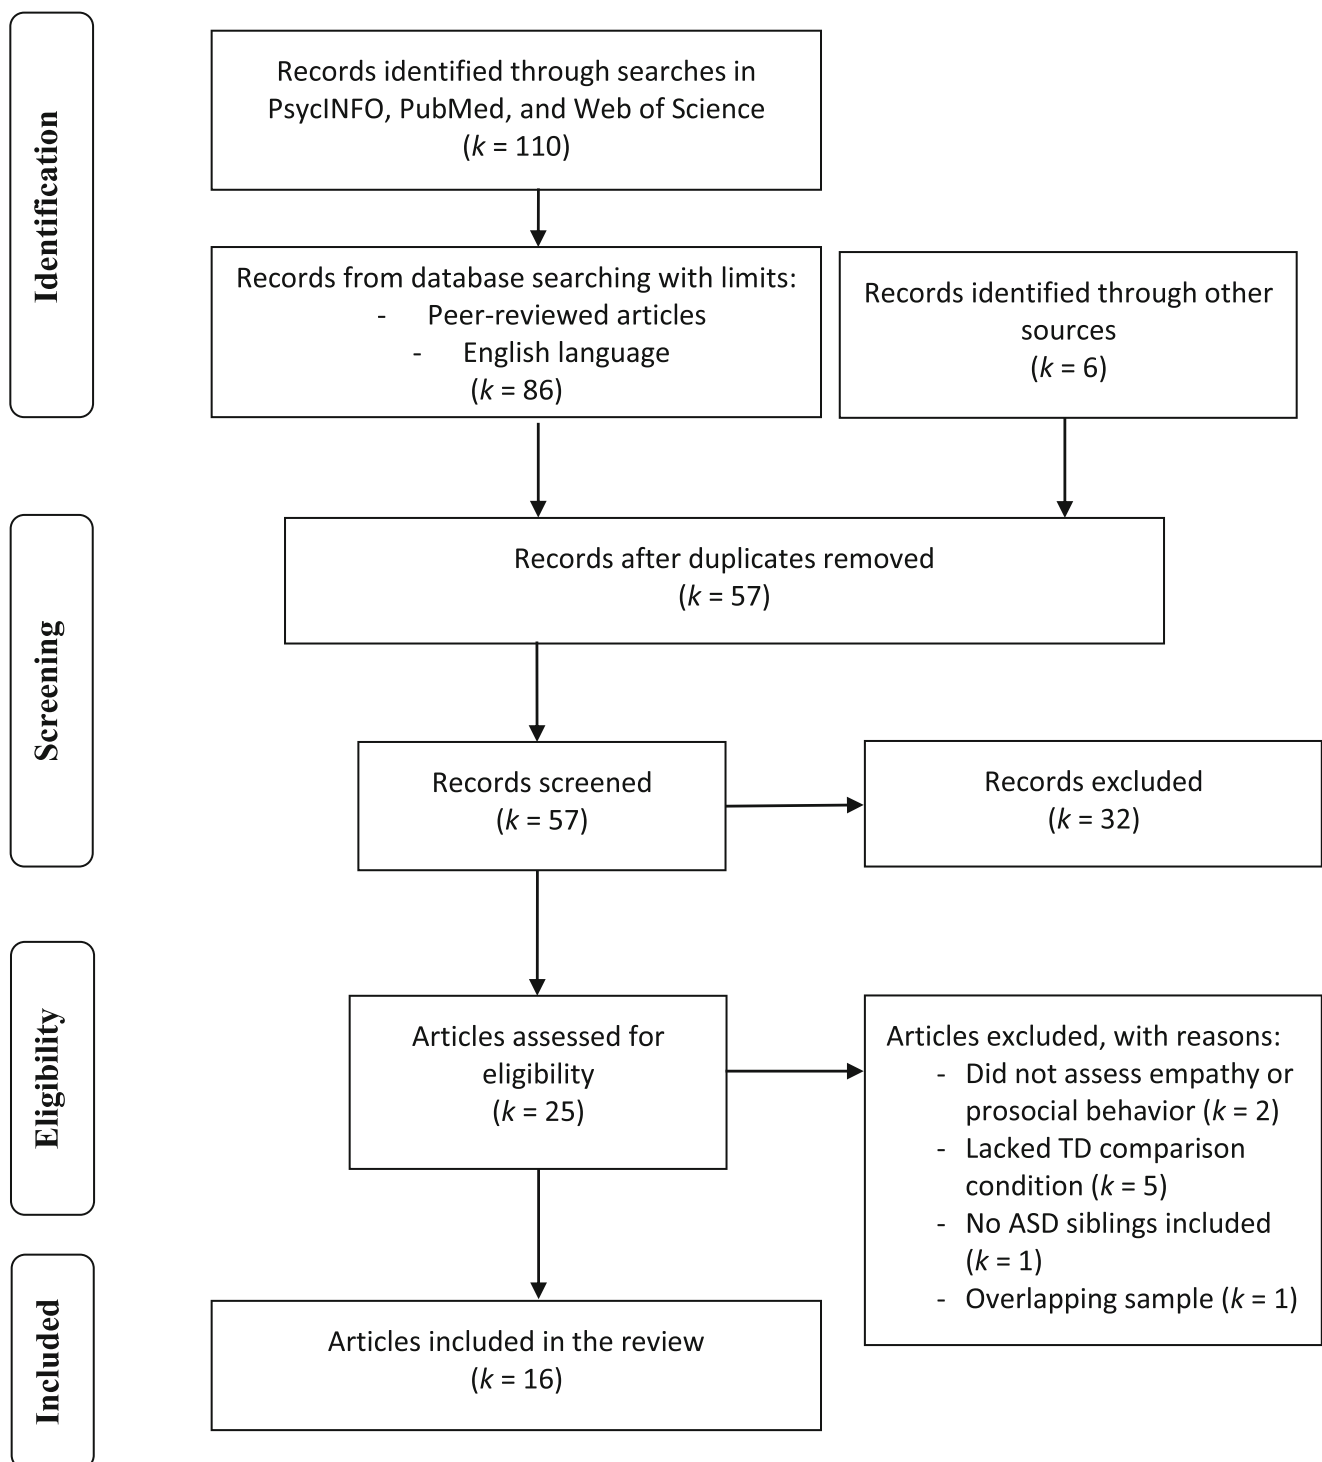 Identification
Records identified through searches in
PsycINFO, PubMed, and Web of Science
(k = 110)
Records from database searching with limits:
- Peer-reviewed articles
- English language
(k = 86)
Records identified through other
sources
(k = 6)
Screening
Records after duplicates removed
(k = 57)
Records screened
(k = 57)
Records excluded
(k = 32)
Eligibility
Articles assessed for
eligibility
(k = 25)
Articles excluded, with reasons:
- Did not assess empathy or
prosocial behavior (k = 2)
- Lacked TD comparison
condition (k = 5)
- No ASD siblings included
(k = 1)
- Overlapping sample (k = 1)
Included
Articles included in the review
(k = 16)